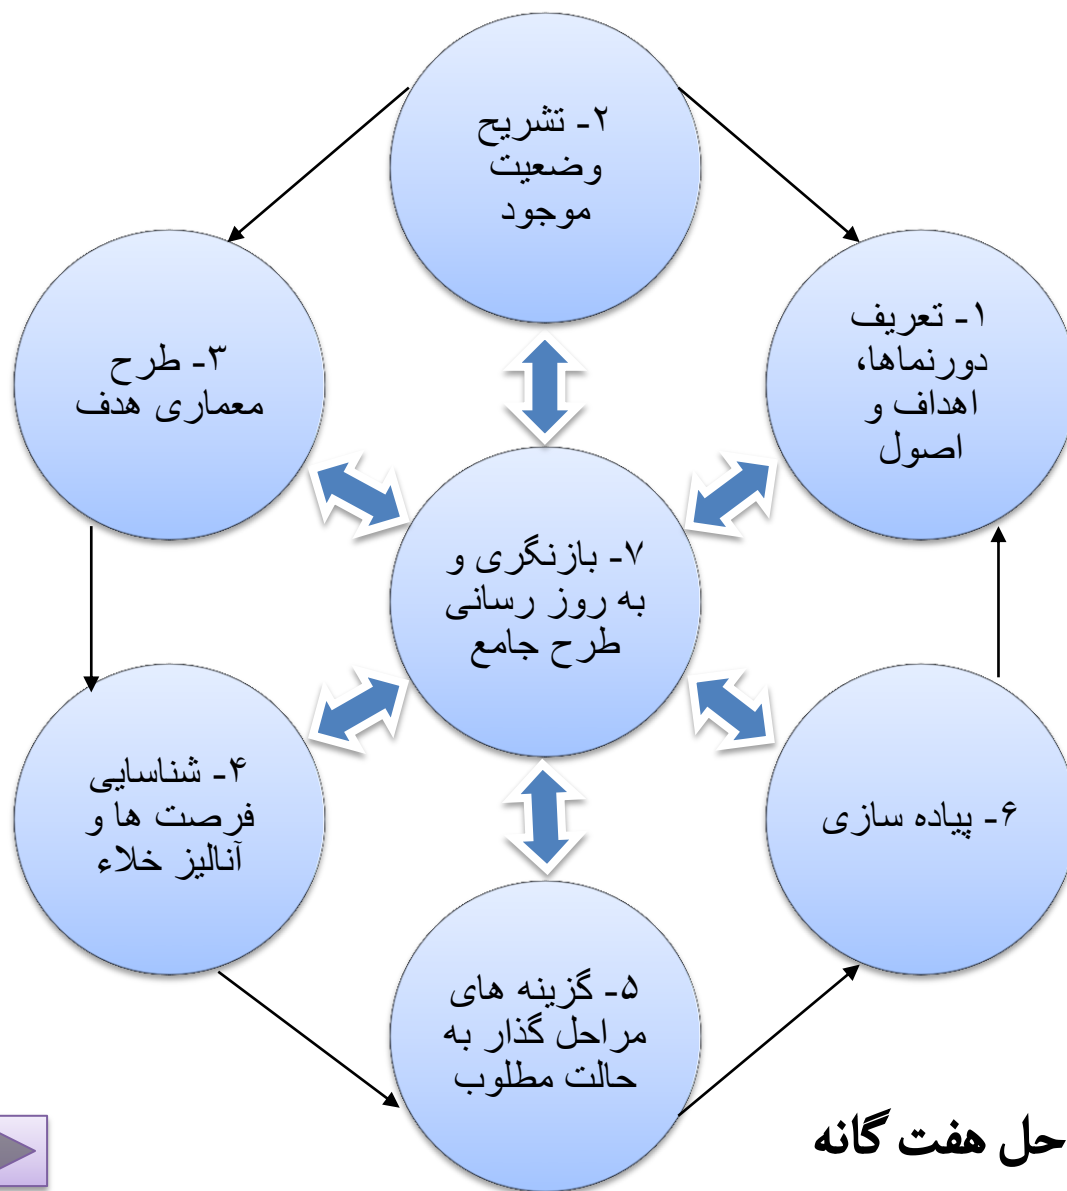 ۱- تعریف
دورنماها،
اهداف و
اصول
۲- تشریح
وضعیت
موجود
۳- طرح
معماری هدف
۴- شناسایی
فرصت ها و
آنالیز خلاء
۵- گزینه های
مراحل گذار به
حالت مطلوب
۶- پیاده سازی
۷- بازنگری و
به روز رسانی
طرح جامع
حل هفت گانه